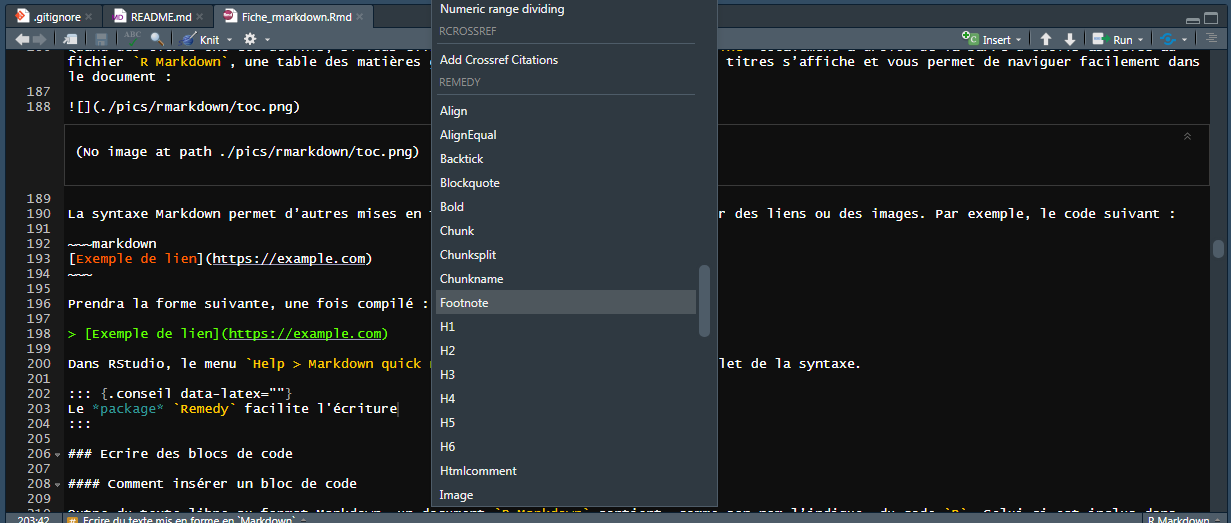 .gitignore
README.md
Fiche_rmarkdown.Rmd
ABC
Knit
Insert
Run
fichier `R Markdown`, une table des matières
titres s'affiche et vous permet de naviguer facilement dans
le document :
187
188 ![](./pics/rmarkdown/toc.png)
(No image at path ./pics/rmarkdown/toc.png)
189
190 La syntaxe Markdown permet d'autres mises en
r des liens ou des images. Par exemple, le code suivant :
191
192 ~~~markdown
193 [Exemple de lien](https://example.com)
194 ~~~
195
196 Prendra la forme suivante, une fois compilé :
197
198 > [Exemple de lien](https://example.com)
199
200 Dans RStudio, le menu `Help > Markdown quick
let de la syntaxe.
201
202 ::: {.conseil data-latex=""}
203 Le *package* `Remedy` facilite l'écriture
204 :::
205
206 ### Ecrire des blocs de code
207
208 #### Comment insérer un bloc de code
209
203:42
# Ecrire du texte mis en forme en `Markdown`
R Markdown
Numeric range dividing
RCROSSREF
Add Crossref Citations
REMEDY
Align
AlignEqual
Backtick
Blockquote
Bold
Chunk
Chunksplit
Chunkname
Footnote
H1
H2
H3
H4
H5
H6
Htmlcomment
Image